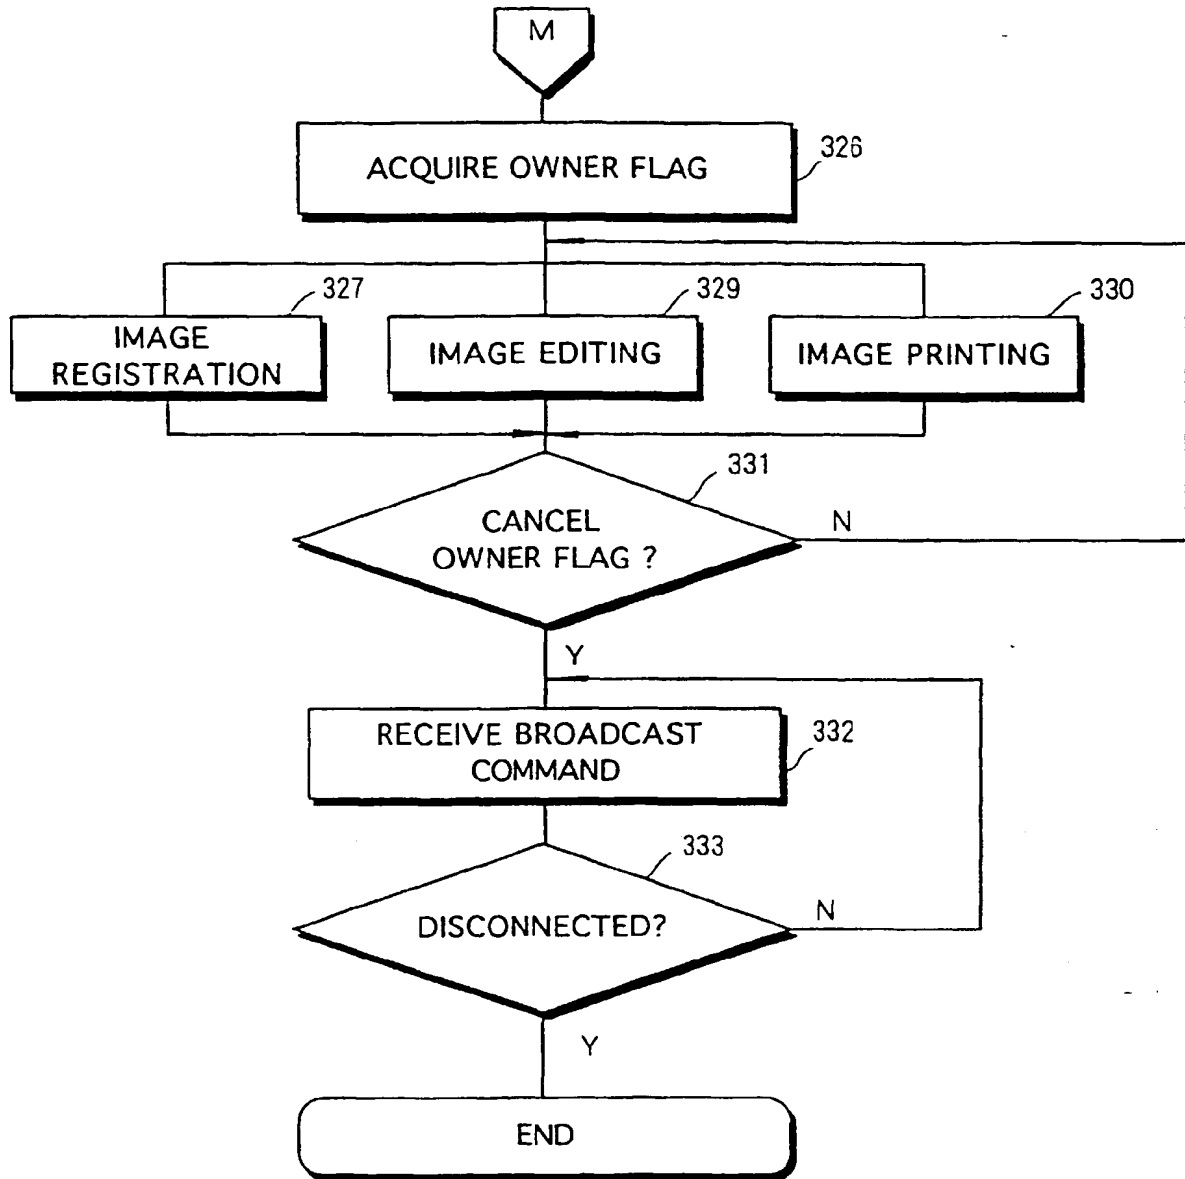 M
ACQUIRE OWNER FLAG
326
327
329
330
IMAGE
REGISTRATION
IMAGE EDITING
IMAGE PRINTING
331
CANCEL
OWNER FLAG ?
N
Y
RECEIVE BROADCAST
COMMAND
332
333
DISCONNECTED?
N
Y
END